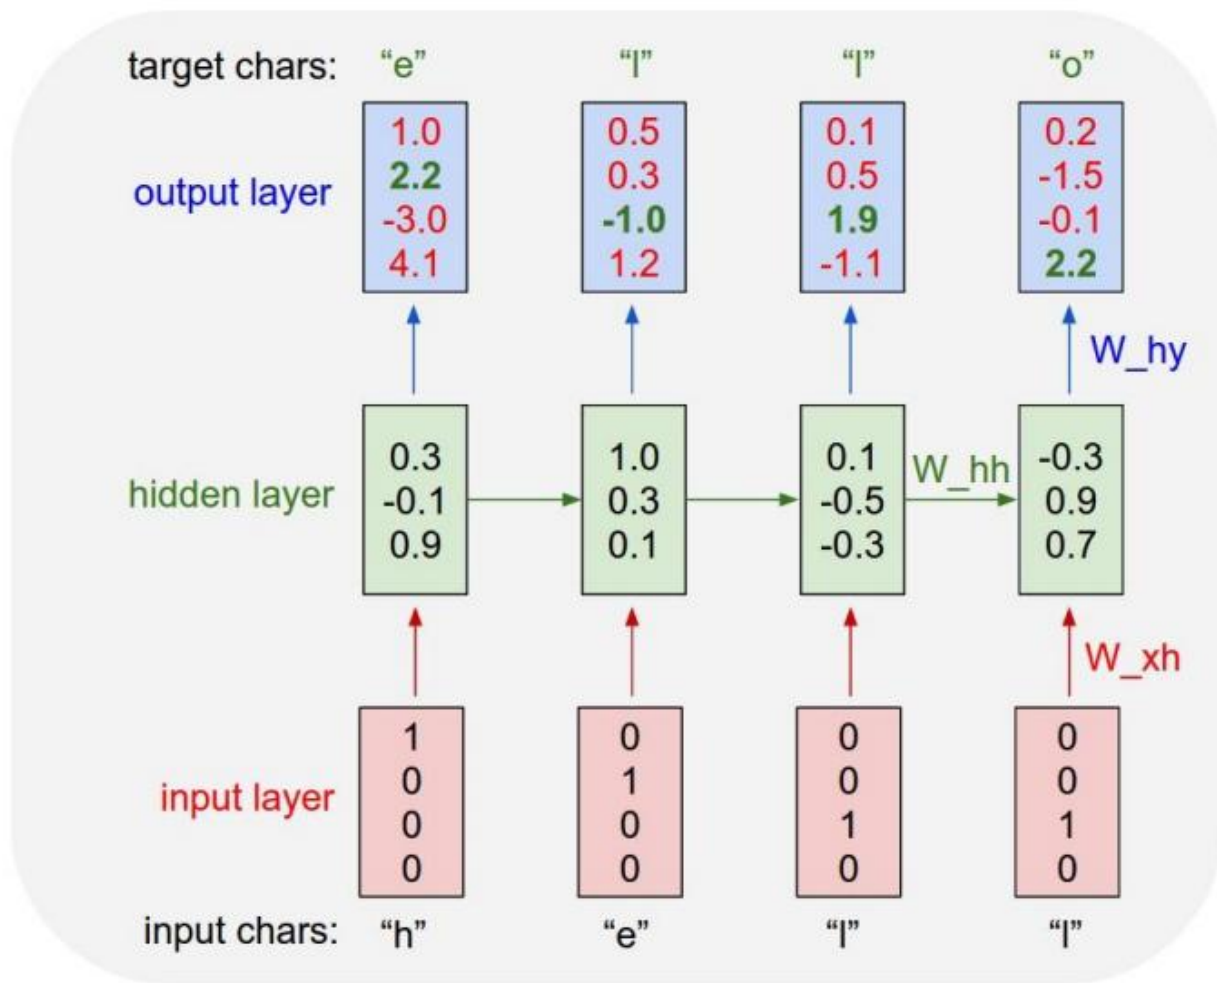 target chars: “e” “l” “l” “o”
1.0 0.5 0.1 0.2
2.2 0.3 0.5 -1.5
output layer
-3.0 -1.0 1.9 -0.1
4.1 1.2 -1.1 2.2
W_hy
0.3 1.0 0.1 -0.3
W_hh
hidden layer
-0.1 0.3 -0.5 0.9
0.9 0.1 -0.3 0.7
W_xh
1 0 0 0
0 1 0 0
input layer
0 0 1 1
0 0 0 0
input chars: “h” “e” “l” “l”